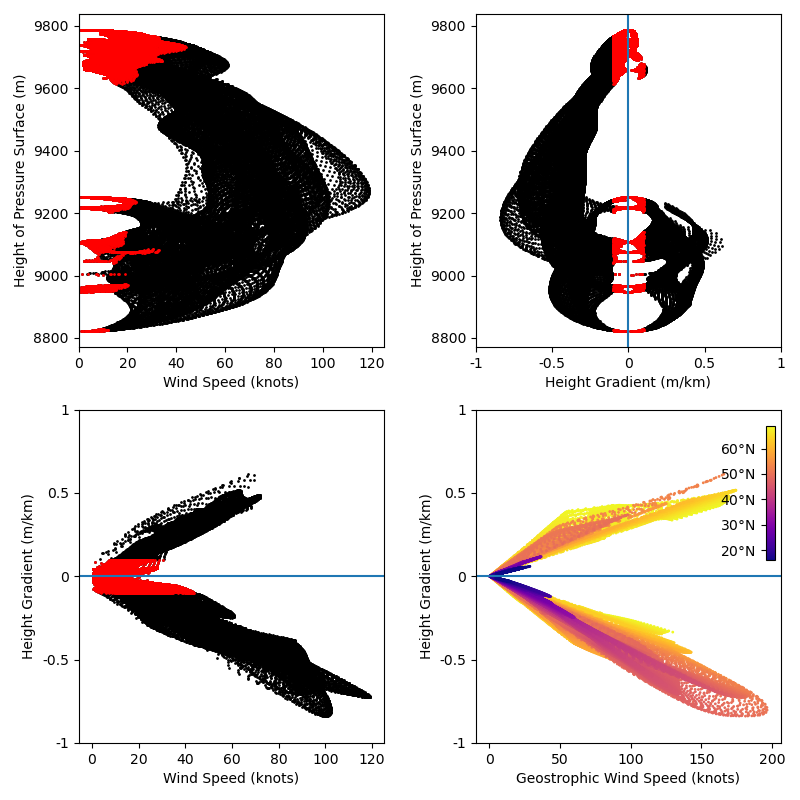 9800
9600
9400
9200
9000
8800
Height of Pressure Surface (m)
0 20 40 60 80 100 120
Wind Speed (knots)
9800
9600
9400
9200
9000
8800
Height of Pressure Surface (m)
-1 -0.5 0 0.5 1
Height Gradient (m/km)
1
0.5
0
-0.5
-1
Height Gradient (m/km)
0 20 40 60 80 100 120
Wind Speed (knots)
1
0.5
0
-0.5
-1
Height Gradient (m/km)
60°N
50°N
40°N
30°N
20°N
0 50 100 150 200
Geostrophic Wind Speed (knots)